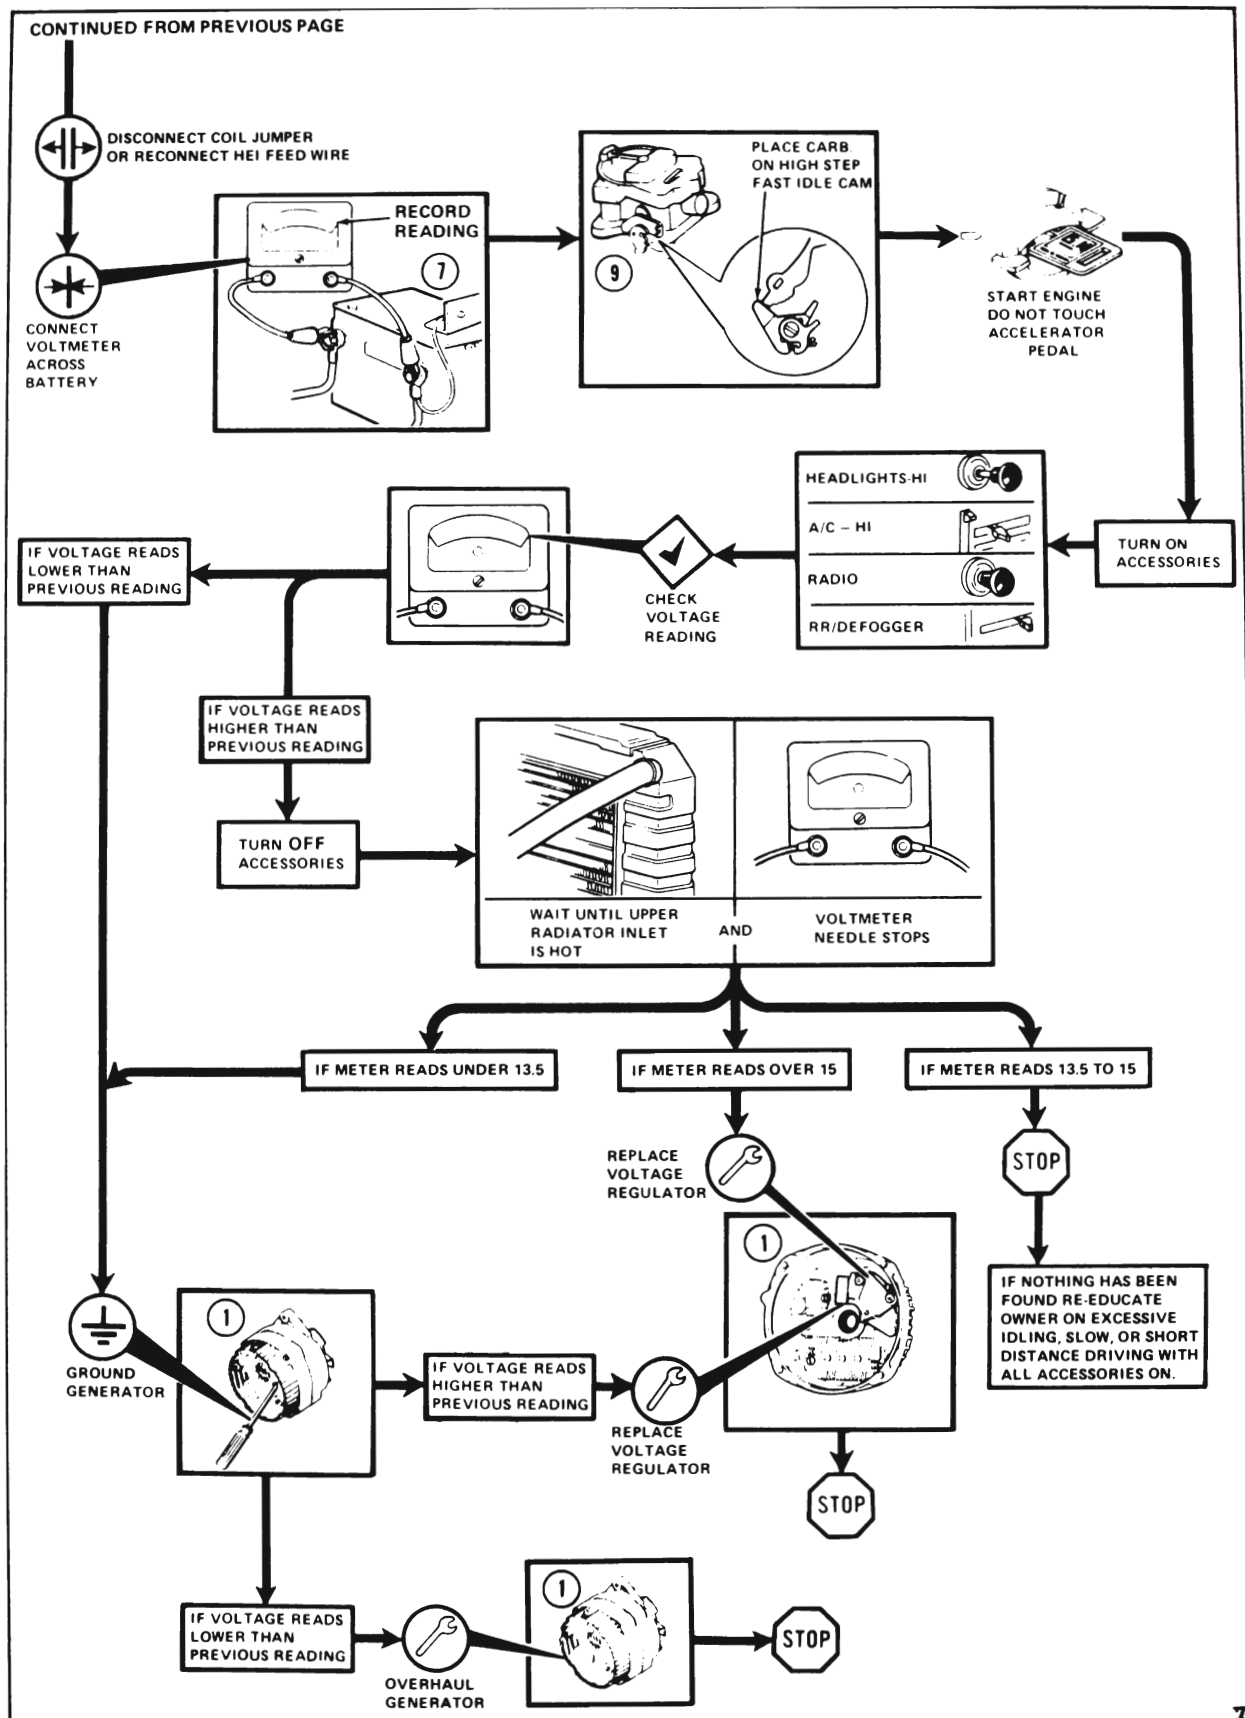 CONTINUED FROM PREVIOUS PAGE
DISCONNECT COIL JUMPER
OR RECONNECT HEI FEED WIRE
CONNECT
VOLTMETER
ACROSS
BATTERY
RECORD
READING
7
PLACE CARB.
ON HIGH STEP
FAST IDLE CAM
9
START ENGINE
DO NOT TOUCH
ACCELERATOR
PEDAL
TURN ON
ACCESSORIES
HEADLIGHTS-HI
A/C – HI
RADIO
RR/DEFOGGER
CHECK
VOLTAGE
READING
IF VOLTAGE READS
LOWER THAN
PREVIOUS READING
IF VOLTAGE READS
HIGHER THAN
PREVIOUS READING
TURN OFF
ACCESSORIES
WAIT UNTIL UPPER
RADIATOR INLET
IS HOT
AND
VOLTMETER
NEEDLE STOPS
IF METER READS UNDER 13.5
IF METER READS OVER 15
IF METER READS 13.5 TO 15
REPLACE
VOLTAGE
REGULATOR
STOP
1
IF NOTHING HAS BEEN
FOUND RE-EDUCATE
OWNER ON EXCESSIVE
IDLING, SLOW, OR SHORT
DISTANCE DRIVING WITH
ALL ACCESSORIES ON.
GROUND
GENERATOR
1
IF VOLTAGE READS
HIGHER THAN
PREVIOUS READING
REPLACE
VOLTAGE
REGULATOR
STOP
IF VOLTAGE READS
LOWER THAN
PREVIOUS READING
OVERHAUL
GENERATOR
1
STOP